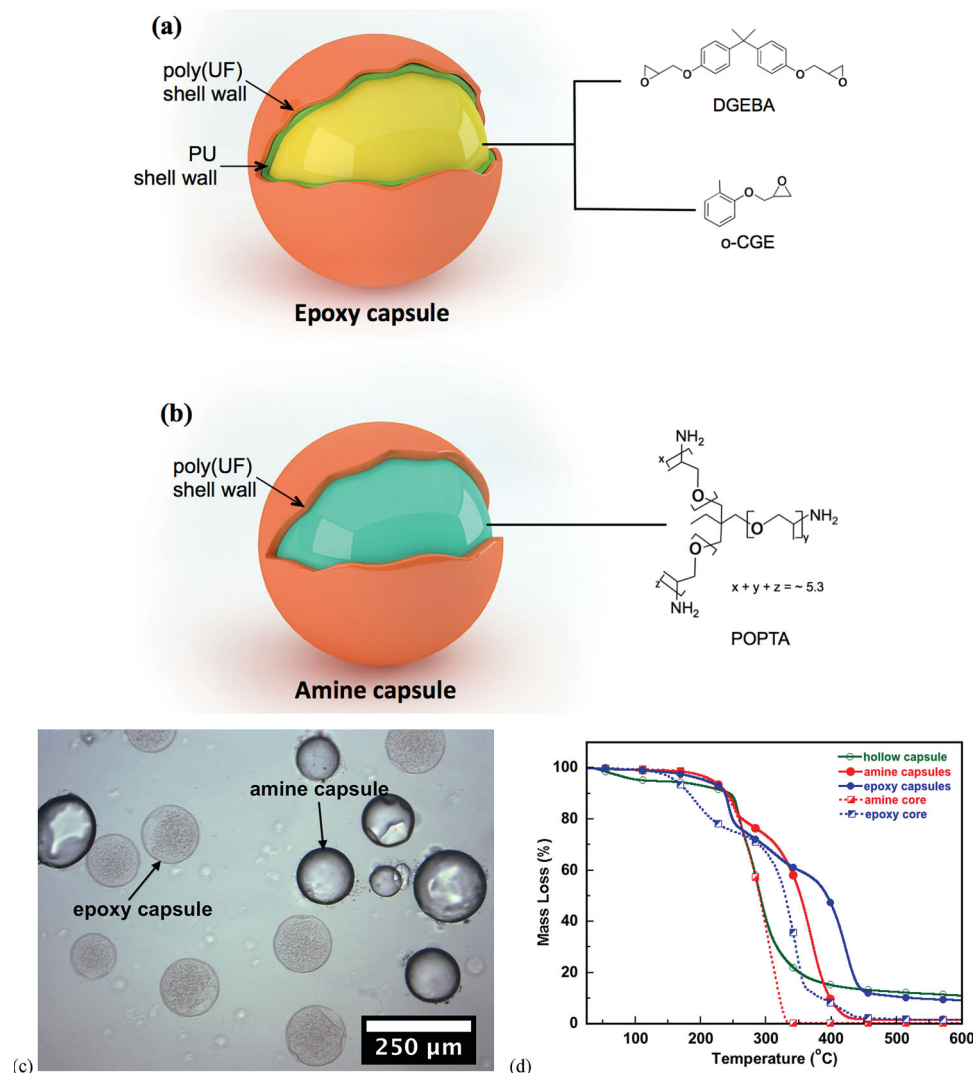 (a)
poly(UF)
shell wall
PU
shell wall
O
O
O
O
DGEBA
O
O
o-CGE
Epoxy capsule
(b)
poly(UF)
shell wall
NH2
x
O
O
NH2
y
O
z
NH2
x + y + z = ~ 5.3
POPTA
Amine capsule
amine capsule
epoxy capsule
250 μm
(c)
hollow capsule
amine capsules
epoxy capsules
amine core
epoxy core
Mass Loss (%)
100
80
60
40
20
0
100 200 300 400 500 600
Temperature (°C)
(d)